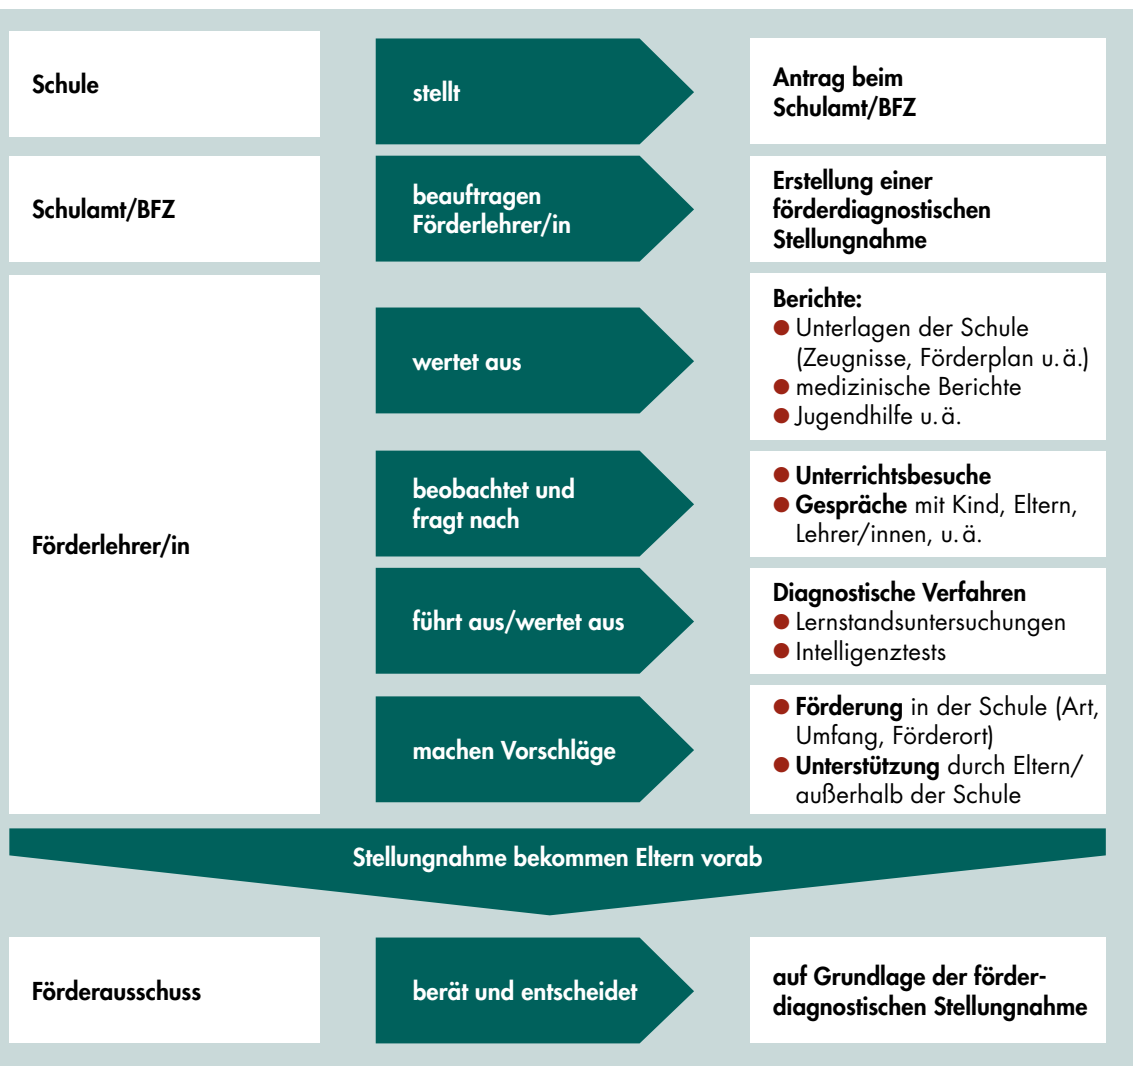 Schule
stellt
Antrag beim
Schulamt/BFZ
Schulamt/BFZ
beauftragen
Förderlehrer/in
Erstellung einer
förderdiagnostischen
Stellungnahme
Förderlehrer/in
wertet aus
Berichte:
● Unterlagen der Schule
(Zeugnisse, Förderplan u. ä.)
● medizinische Berichte
● Jugendhilfe u. ä.
beobachtet und
fragt nach
● Unterrichtsbesuche
● Gespräche mit Kind, Eltern,
Lehrer/innen, u. ä.
führt aus/wertet aus
Diagnostische Verfahren
● Lernstandsuntersuchungen
● Intelligenztests
machen Vorschläge
● Förderung in der Schule (Art,
Umfang, Förderort)
● Unterstützung durch Eltern/
außerhalb der Schule
Stellungnahme bekommen Eltern vorab
Förderausschuss
berät und entscheidet
auf Grundlage der förder-
diagnostischen Stellungnahme